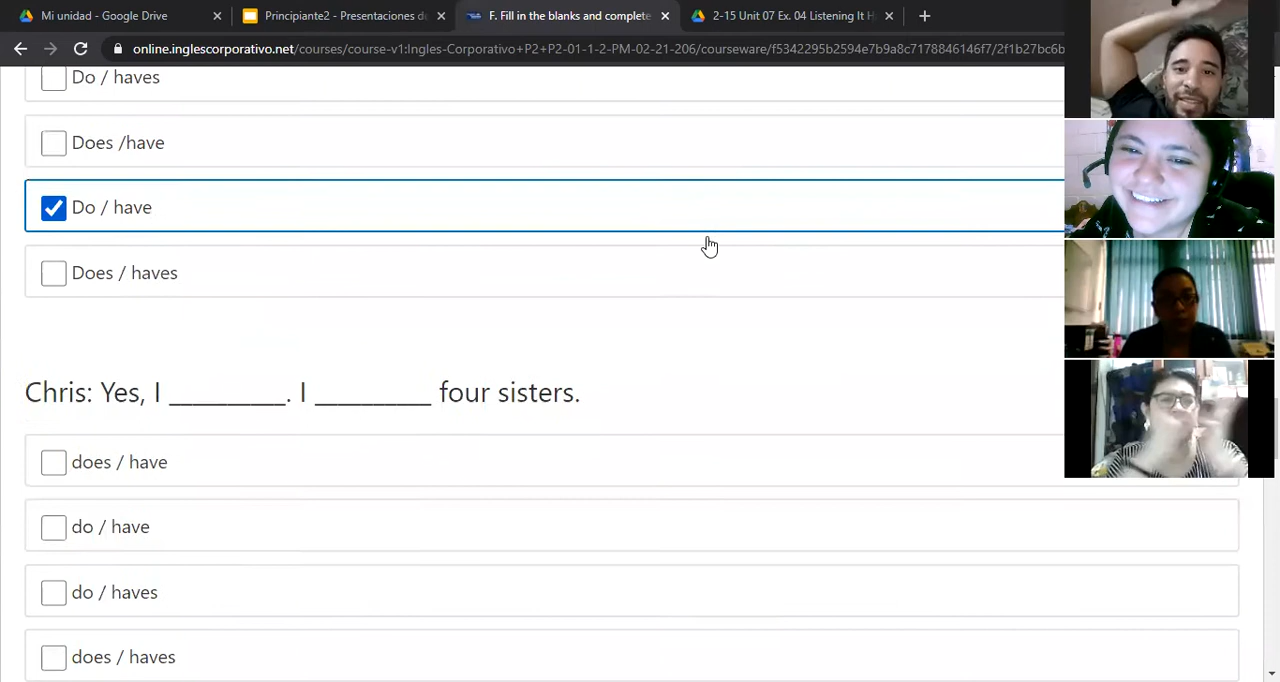 Mi unidad - Google Drive
Principiante2 - Presentaciones de
F. Fill in the blanks and complete
2-15 Unit 07 Ex. 04 Listening It H
online.inglescorporativo.net/courses/course-v1:Ingles-Corporativo+P2+P2-01-1-2-PM-02-21-206/courseware/f5342295b2594e7b9a8c7178846146f7/2f1b27bc6b
Do / haves
Does /have
Do / have
Does / haves
Chris: Yes, I __________. I __________ four sisters.
does / have
do / have
do / haves
does / haves